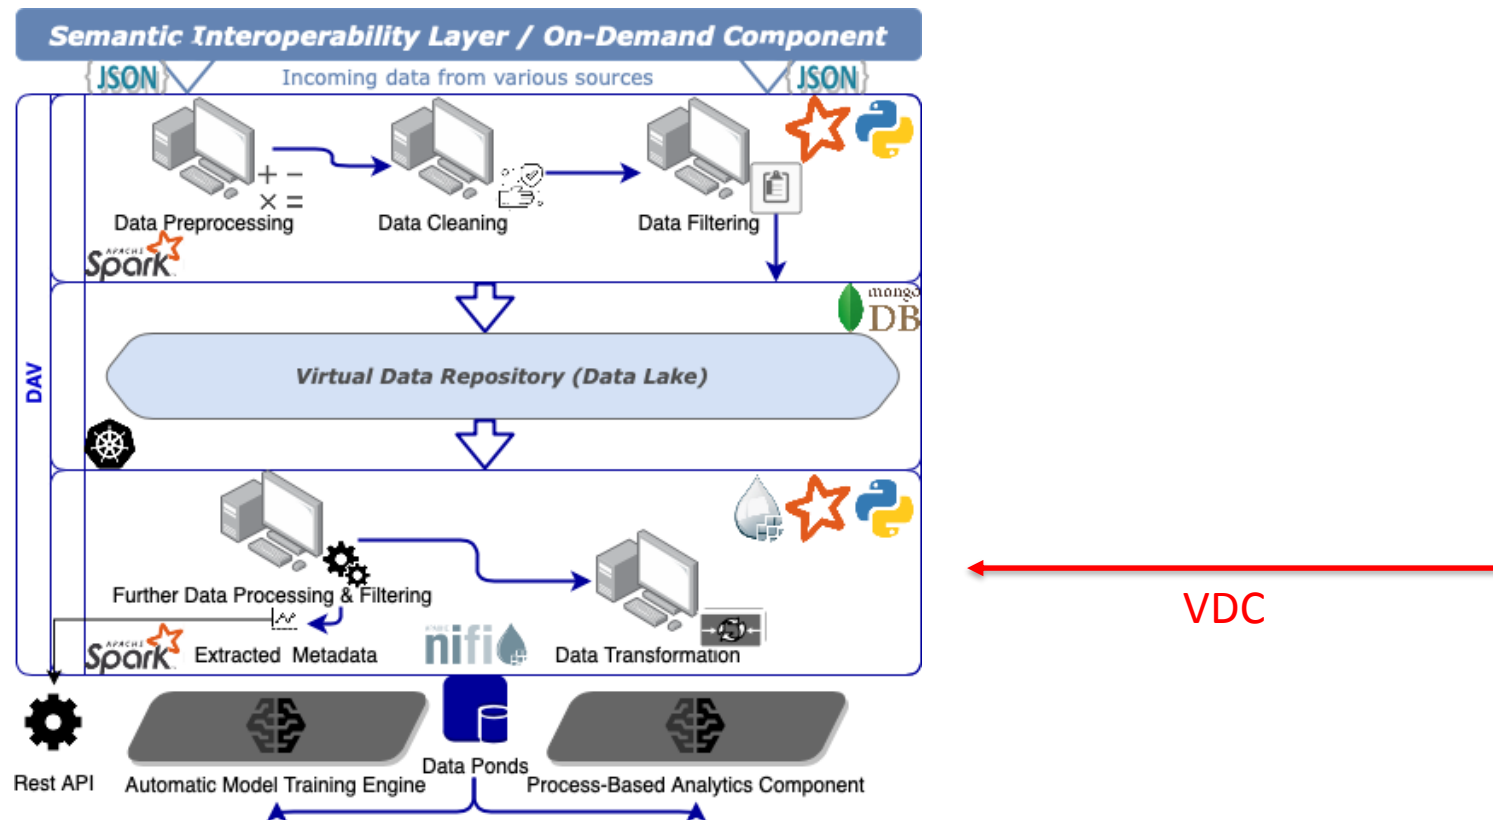 Semantic Interoperability Layer / On-Demand Component
{JSON}
Incoming data from various sources
{JSON}
+ −
× =
Data Preprocessing
Data Cleaning
Data Filtering
APACHE
Spark
mongo
DB
DAV
Virtual Data Repository (Data Lake)
Further Data Processing & Filtering
VDC
APACHE
Spark
Extracted Metadata
nifi
Data Transformation
Rest API
Automatic Model Training Engine
Data Ponds
Process-Based Analytics Component